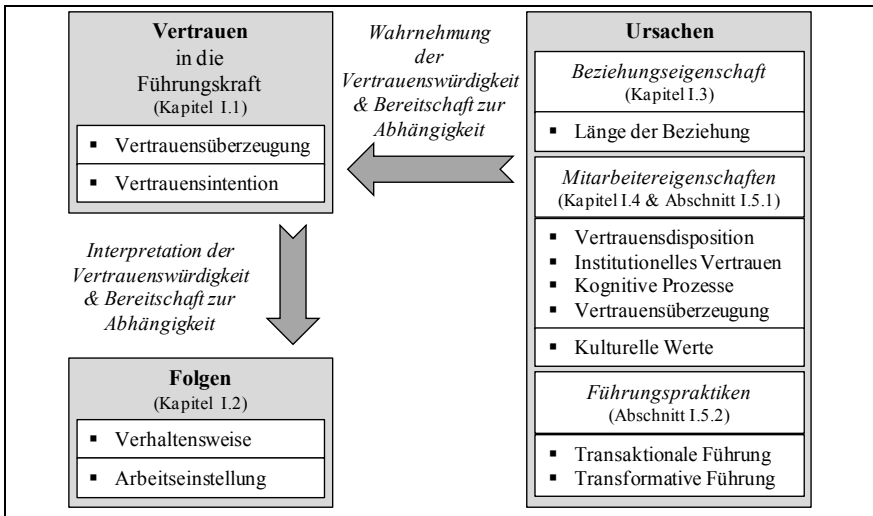 Vertrauen
in die
Führungskraft
(Kapitel I.1)
▪ Vertrauensüberzeugung
▪ Vertrauensintention
Wahrnehmung
der
Vertrauenswürdigkeit
& Bereitschaft zur
Abhängigkeit
Interpretation der
Vertrauenswürdigkeit
& Bereitschaft zur
Abhängigkeit
Folgen
(Kapitel I.2)
▪ Verhaltensweise
▪ Arbeitseinstellung
Ursachen
Beziehungseigenschaft
(Kapitel I.3)
▪ Länge der Beziehung
Mitarbeitereigenschaften
(Kapitel I.4 & Abschnitt I.5.1)
▪ Vertrauensdisposition
▪ Institutionelles Vertrauen
▪ Kognitive Prozesse
▪ Vertrauensüberzeugung
▪ Kulturelle Werte
Führungspraktiken
(Abschnitt I.5.2)
▪ Transaktionale Führung
▪ Transformative Führung